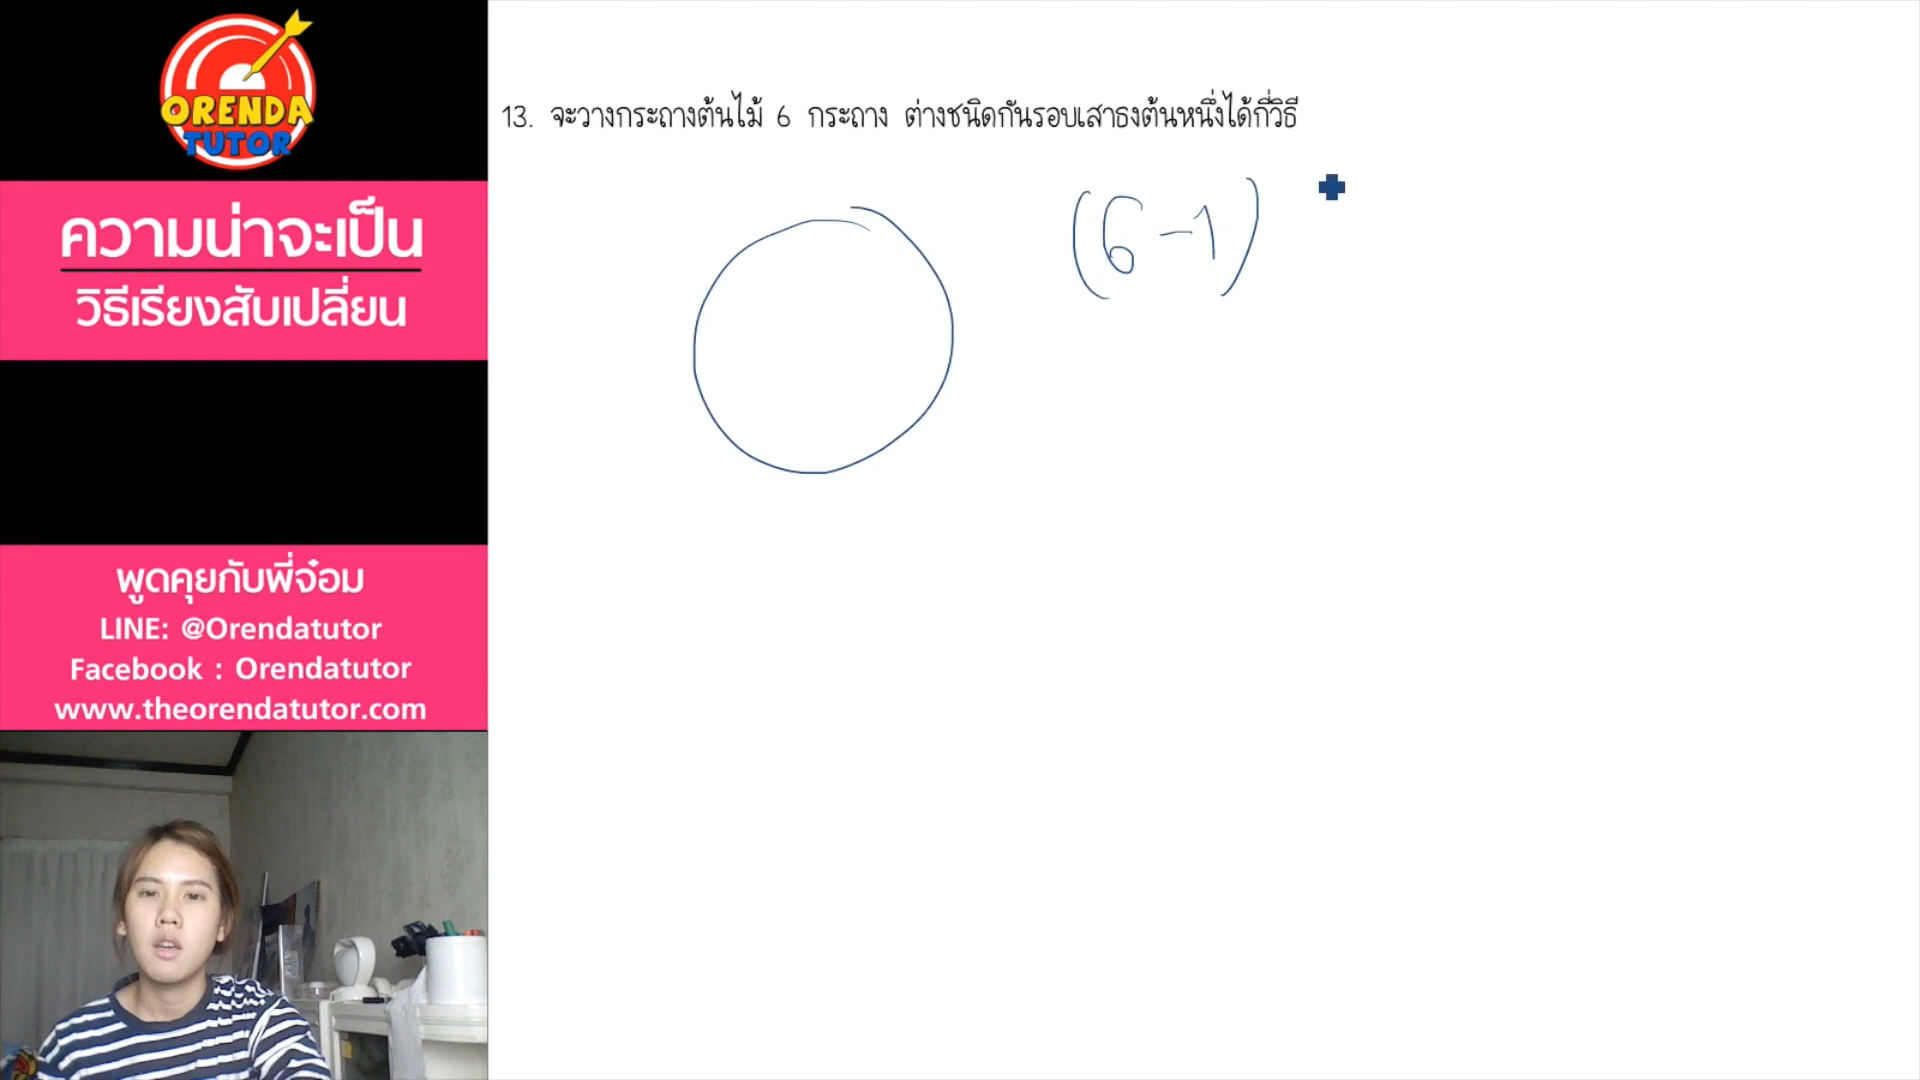 ORENDA
TUTOR
ความน่าจะเป็น
วิธีเรียงสับเปลี่ยน
พูดคุยกับพี่จ๋อม
LINE: @Orendatutor
Facebook : Orendatutor
www.theorendatutor.com
13. จะวางกระถางต้นไม้ 6 กระถาง ต่างชนิดกันรอบเสาธงต้นหนึ่งได้กี่วิธี
(6-1)